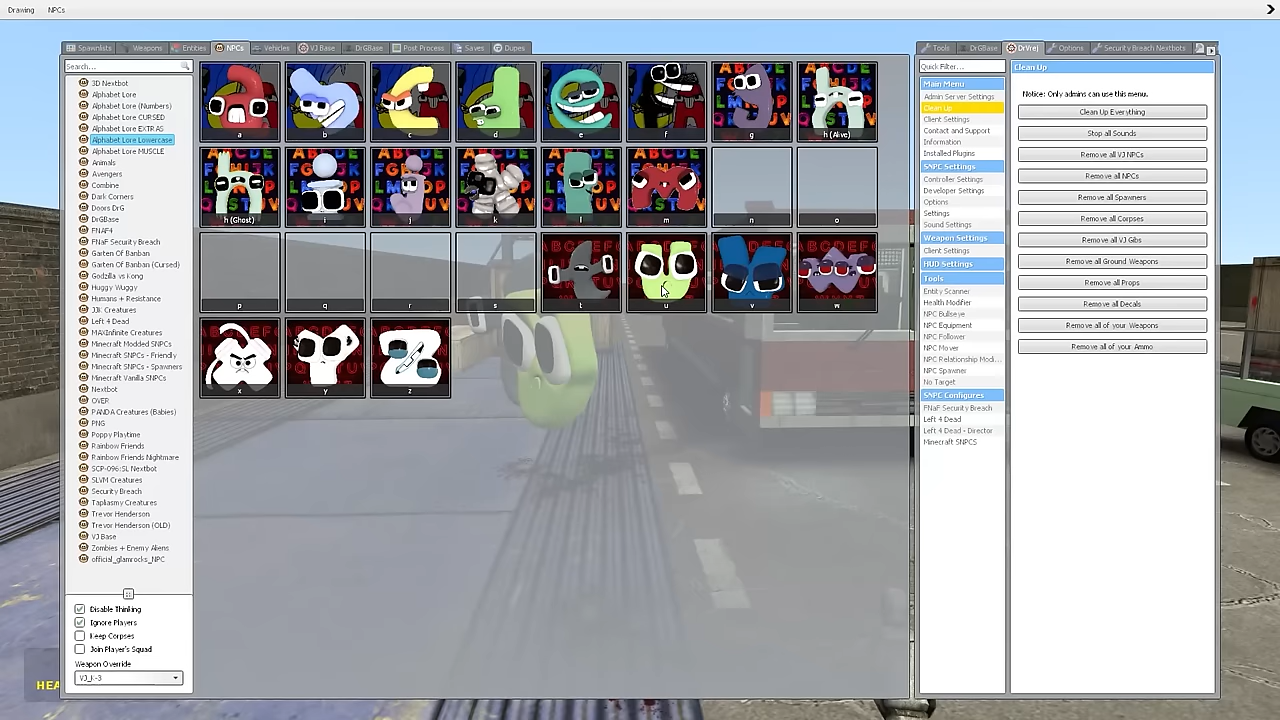 Drawing NPCs
Spawnlists Weapons Entities NPCs Vehicles VJ Base DrGBase Post Process Saves Dupes
Search...
3D Nextbot
Alphabet Lore
Alphabet Lore (Numbers)
Alphabet Lore CURSED
Alphabet Lore EXTRAS
Alphabet Lore Lowercase
Alphabet Lore MUSCLE
Animals
Avengers
Combine
Dark Corners
Doors DrG
DrGBase
FNAF4
FNaF Security Breach
Garten Of Banban
Garten Of Banban (Cursed)
Godzilla vs Kong
Huggy Wuggy
Humans + Resistance
JJK Creatures
Left 4 Dead
MAXInfinite Creatures
Minecraft Modded SNPCs
Minecraft SNPCs - Friendly
Minecraft SNPCs - Spawners
Minecraft Vanilla SNPCs
Nextbot
OVER
PANDA Creatures (Babies)
PNG
Poppy Playtime
Rainbow Friends
Rainbow Friends Nightmare
SCP-096:SL Nextbot
SLVM Creatures
Security Breach
Taplasmy Creatures
Trevor Henderson
Trevor Henderson (OLD)
VJ Base
Zombies + Enemy Aliens
official_glamrocks_NPC
Disable Thinking
Ignore Players
Keep Corpses
Join Player's Squad
Weapon Override
VJ_K-3
HEA
a b c d e f g h (Alive)
h (Ghost) i j k l m n o
p q r s t u v w
x y z
Tools DrGBase DrVrej Options Security Breach Nextbots
Quick Filter...
Main Menu
Admin Server Settings
Clean Up
Client Settings
Contact and Support
Information
Installed Plugins
SNPC Settings
Controller Settings
Developer Settings
Options
Settings
Sound Settings
Weapon Settings
Client Settings
HUD Settings
Tools
Entity Scanner
Health Modifier
NPC Bullseye
NPC Equipment
NPC Follower
NPC Mover
NPC Relationship Modi...
NPC Spawner
No Target
SNPC Configures
FNaF Security Breach
Left 4 Dead
Left 4 Dead - Director
Minecraft SNPCS
Clean Up
Notice: Only admins can use this menu.
Clean Up Everything
Stop all Sounds
Remove all VJ NPCs
Remove all NPCs
Remove all Spawners
Remove all Corpses
Remove all VJ Gibs
Remove all Ground Weapons
Remove all Props
Remove all Decals
Remove all of your Weapons
Remove all of your Ammo